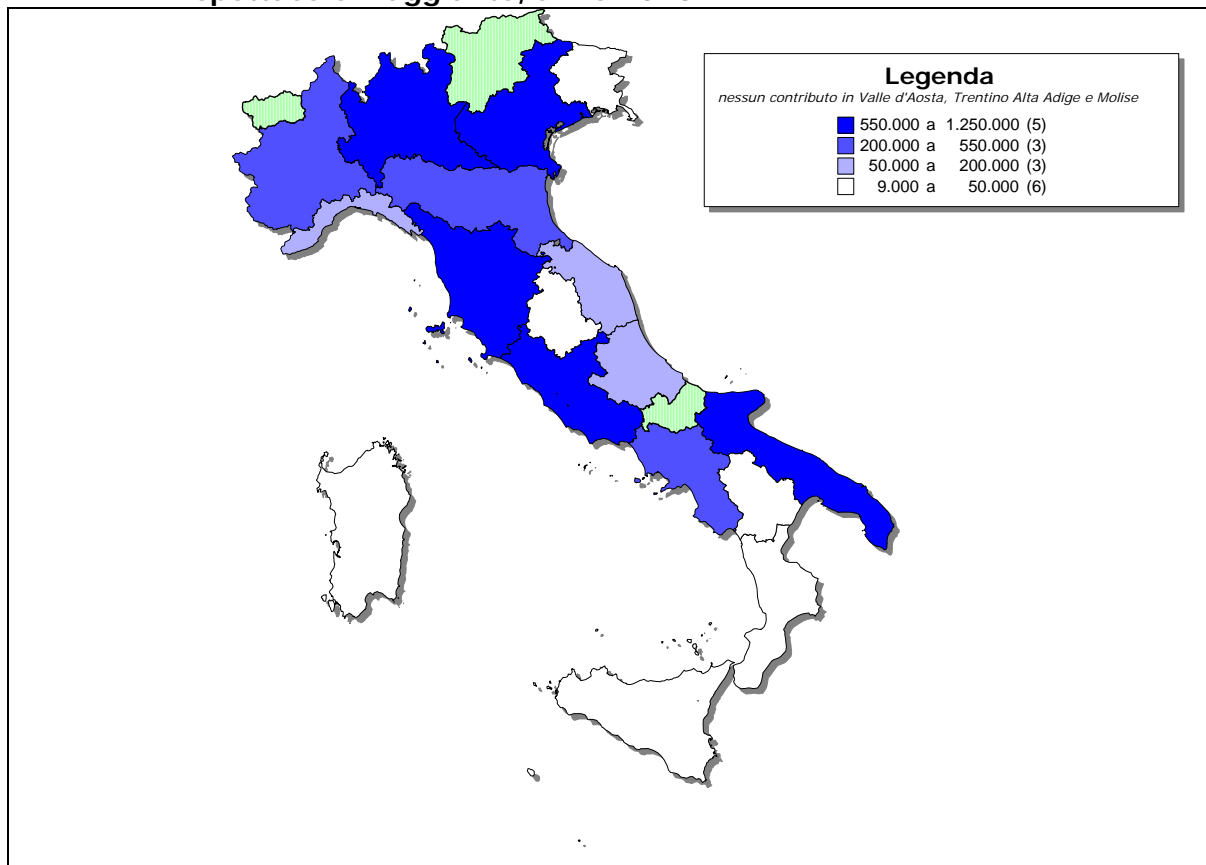 Legenda
nessun contributo in Valle d'Aosta, Trentino Alta Adige e Molise
550.000 a 1.250.000 (5)
200.000 a 550.000 (3)
50.000 a 200.000 (3)
9.000 a 50.000 (6)